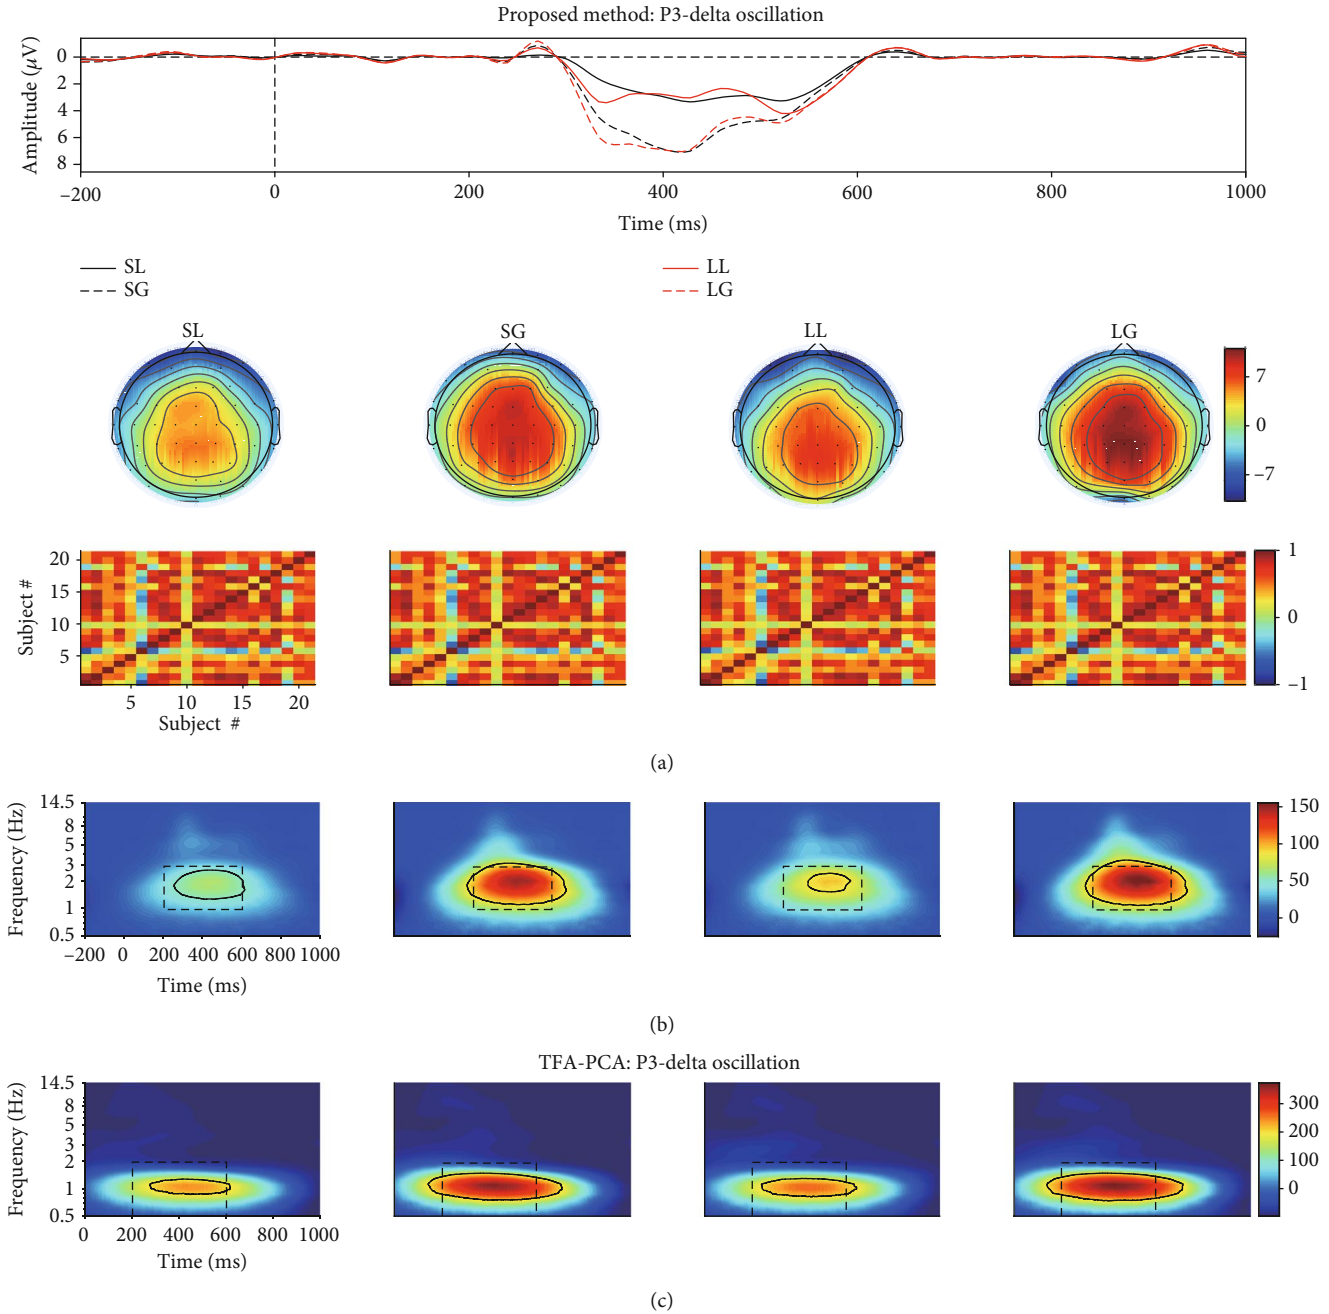 Proposed method: P3-delta oscillation
Amplitude (μV)
0
2
4
6
8
−200
0
200
400
600
800
1000
Time (ms)
SL
SG
LL
LG
SL
SG
LL
LG
7
0
−7
Subject #
20
15
10
5
5
10
15
20
Subject #
1
0
−1
(a)
Frequency (Hz)
14.5
8
5
3
2
1
0.5
−200
0
200
400
600
800
1000
Time (ms)
150
100
50
0
(b)
TFA-PCA: P3-delta oscillation
Frequency (Hz)
14.5
8
5
3
2
1
0.5
0
200
400
600
800
1000
Time (ms)
300
200
100
0
(c)